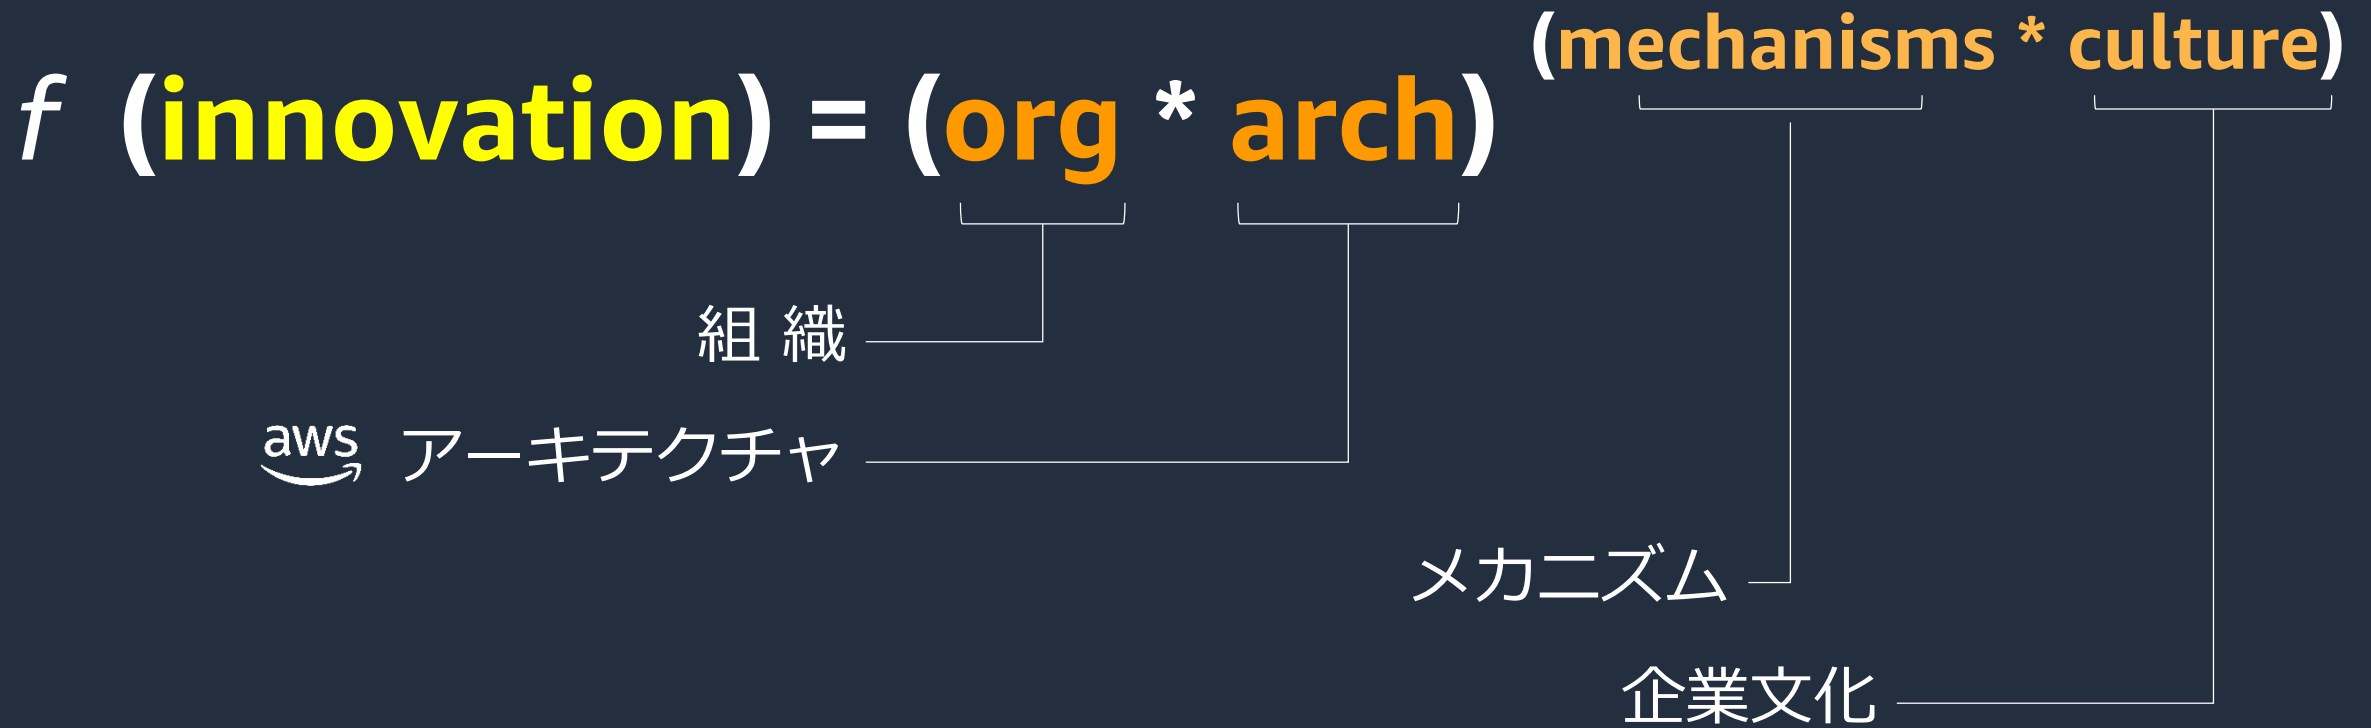 f (innovation) = (org * arch) (mechanisms * culture)
組 織
aws アーキテクチャ
メカニズム
企業文化